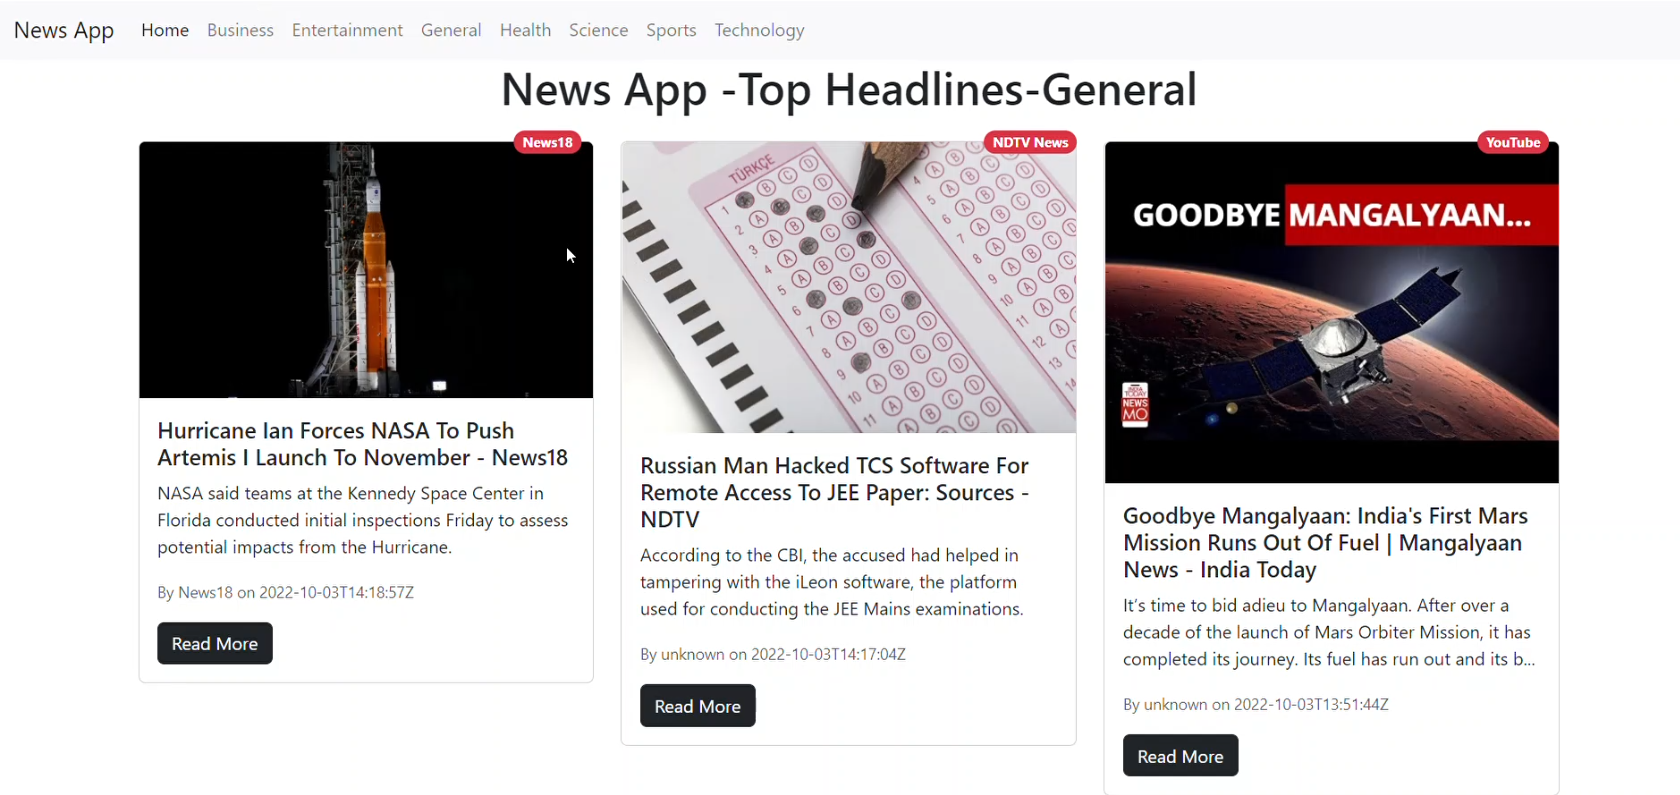 News App Home Business Entertainment General Health Science Sports Technology
News App -Top Headlines-General
News18
Hurricane Ian Forces NASA To Push
Artemis I Launch To November - News18
NASA said teams at the Kennedy Space Center in
Florida conducted initial inspections Friday to assess
potential impacts from the Hurricane.
By News18 on 2022-10-03T14:18:57Z
Read More
NDTV News
TÜRKÇE
Russian Man Hacked TCS Software For
Remote Access To JEE Paper: Sources -
NDTV
According to the CBI, the accused had helped in
tampering with the iLeon software, the platform
used for conducting the JEE Mains examinations.
By unknown on 2022-10-03T14:17:04Z
Read More
YouTube
GOODBYE MANGALYAAN...
INDIA
TODAY
NEWS
MO
Goodbye Mangalyaan: India's First Mars
Mission Runs Out Of Fuel | Mangalyaan
News - India Today
It's time to bid adieu to Mangalyaan. After over a
decade of the launch of Mars Orbiter Mission, it has
completed its journey. Its fuel has run out and its b...
By unknown on 2022-10-03T13:51:44Z
Read More